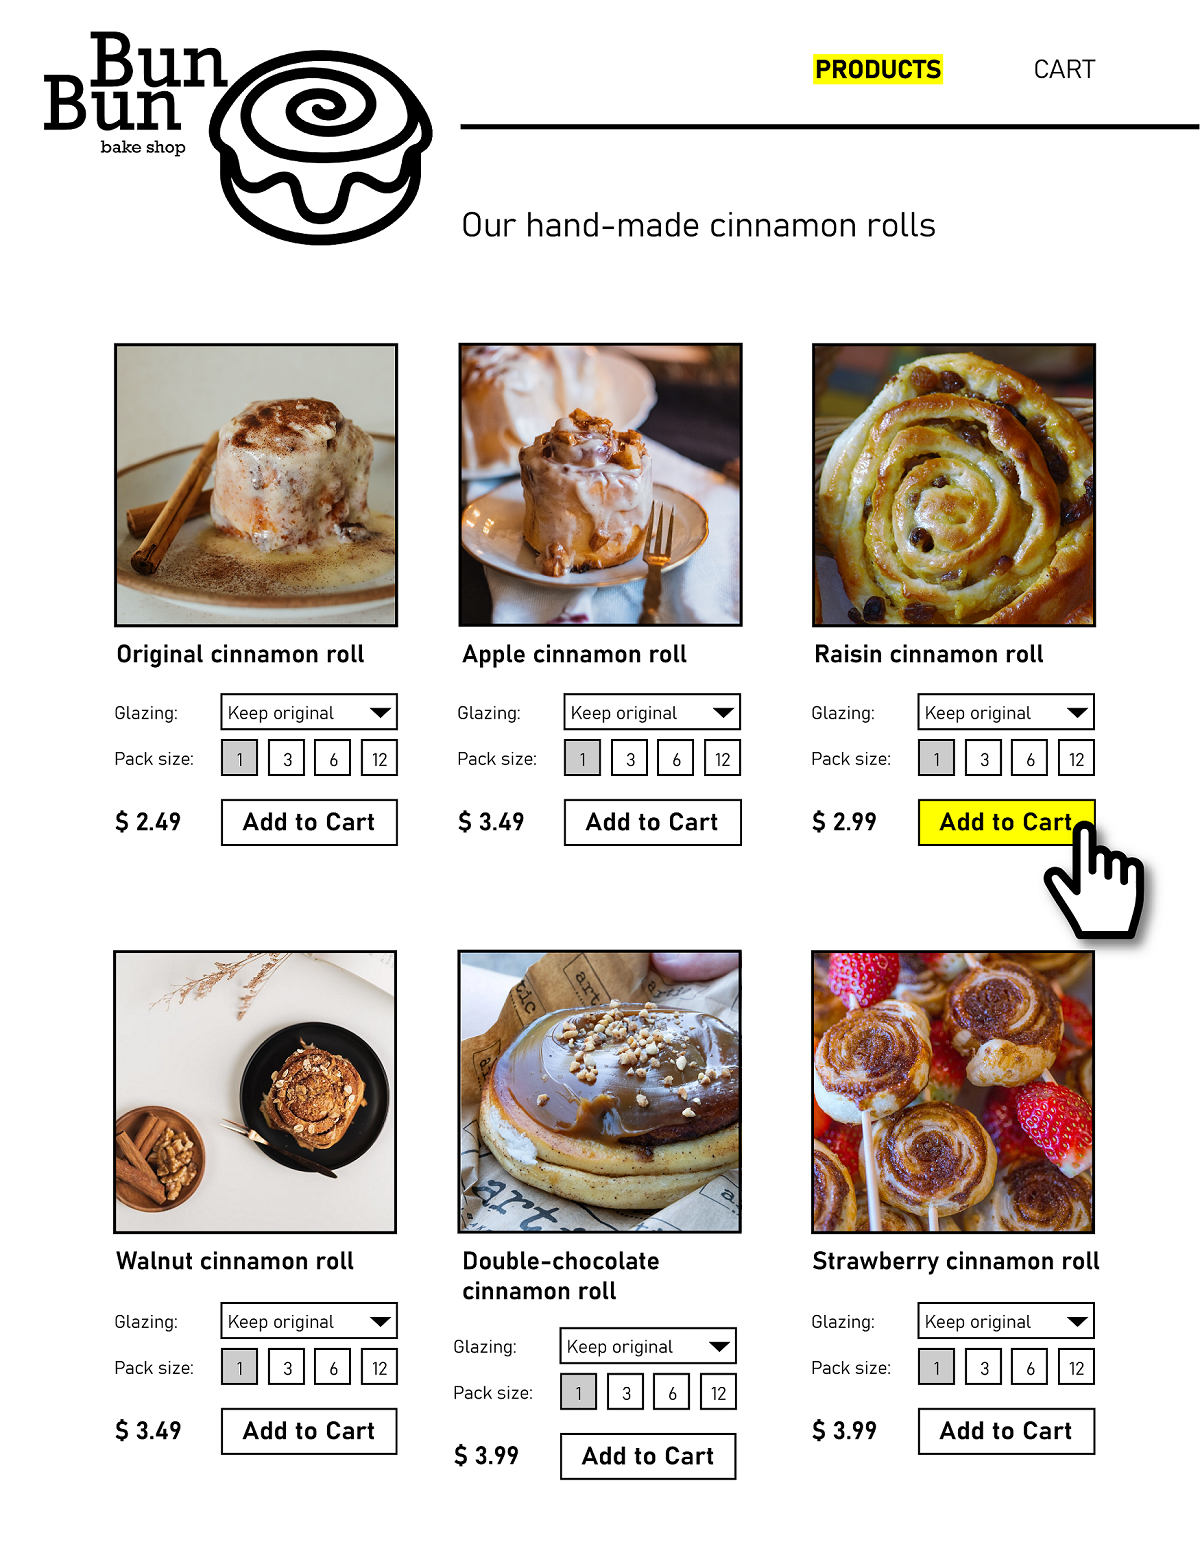 Bun
Bun
bake shop
PRODUCTS
CART
Our hand-made cinnamon rolls
Original cinnamon roll
Glazing:
Keep original
Pack size:
1 3 6 12
$ 2.49
Add to Cart
Apple cinnamon roll
Glazing:
Keep original
Pack size:
1 3 6 12
$ 3.49
Add to Cart
Raisin cinnamon roll
Glazing:
Keep original
Pack size:
1 3 6 12
$ 2.99
Add to Cart
Walnut cinnamon roll
Glazing:
Keep original
Pack size:
1 3 6 12
$ 3.49
Add to Cart
Double-chocolate
cinnamon roll
Glazing:
Keep original
Pack size:
1 3 6 12
$ 3.99
Add to Cart
Strawberry cinnamon roll
Glazing:
Keep original
Pack size:
1 3 6 12
$ 3.99
Add to Cart